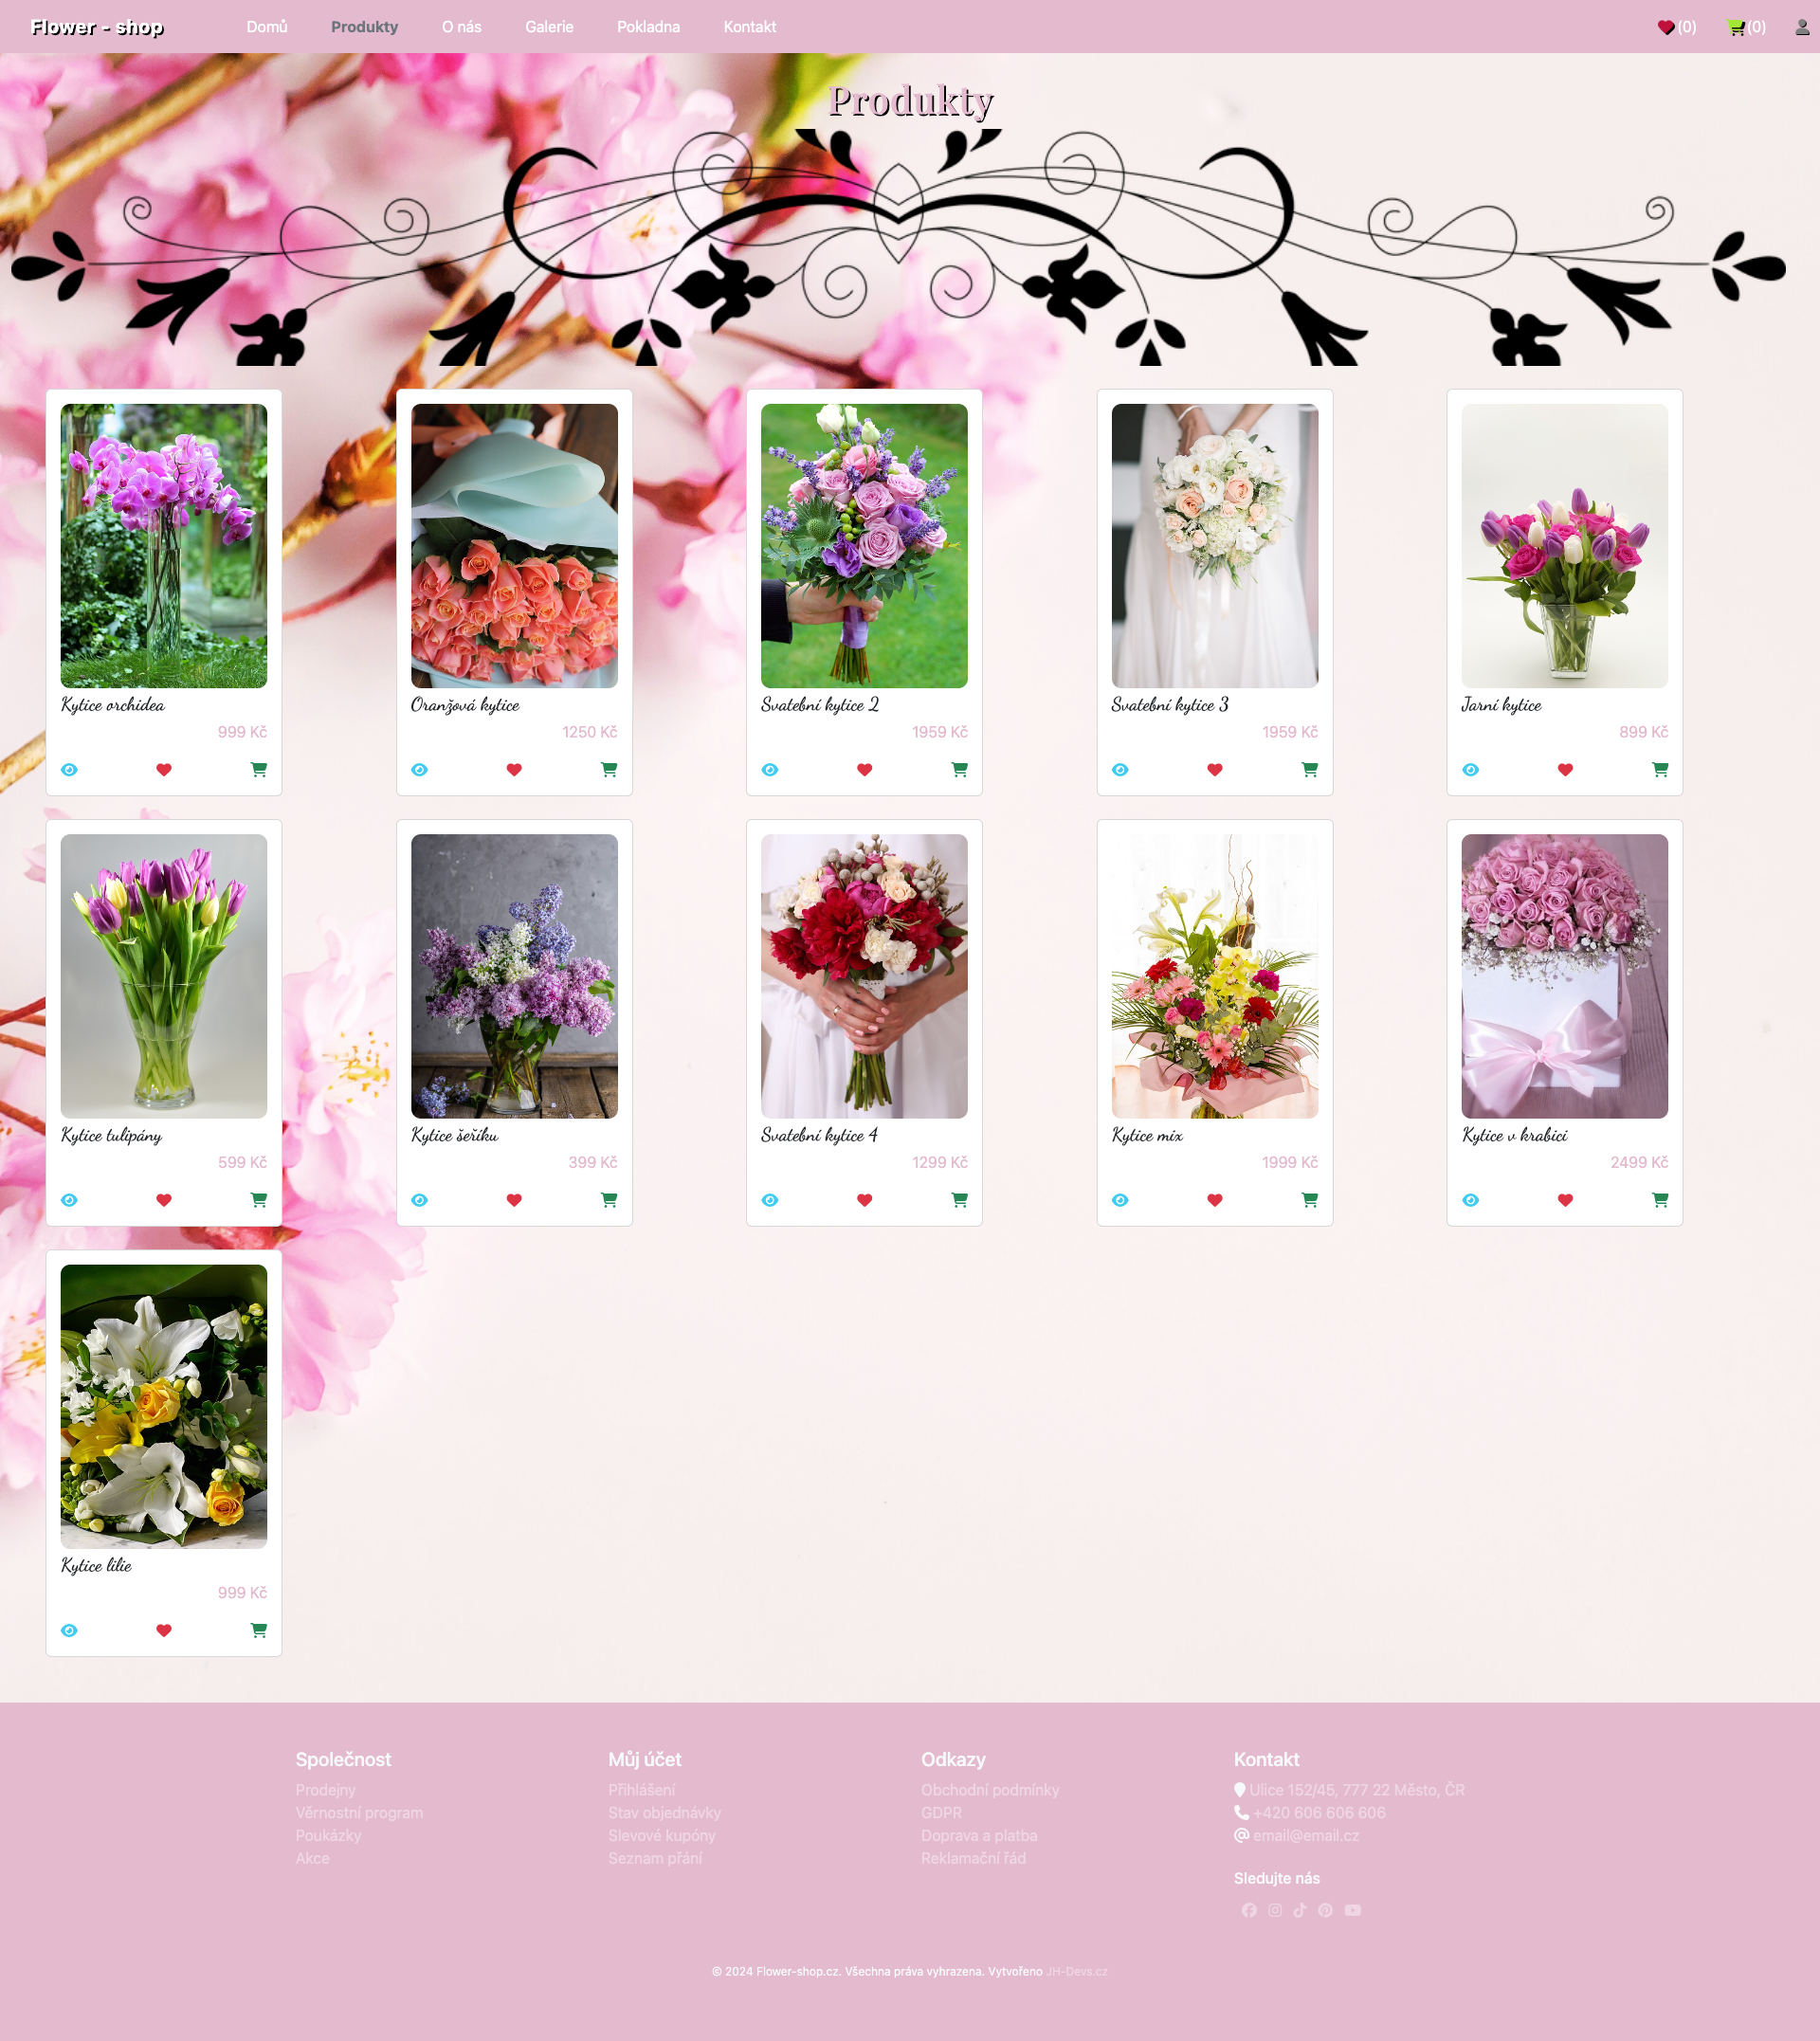 Flower - shop
Domů
Produkty
O nás
Galerie
Pokladna
Kontakt
(0)
(0)
Produkty
Kytice orchidea
999 Kč
Oranžová kytice
1250 Kč
Svatební kytice 2
1959 Kč
Svatební kytice 3
1959 Kč
Jarní kytice
899 Kč
Kytice tulipány
599 Kč
Kytice šeříku
399 Kč
Svatební kytice 4
1299 Kč
Kytice mix
1999 Kč
Kytice v krabici
2499 Kč
Kytice lilie
999 Kč
Společnost
Prodejny
Věrnostní program
Poukázky
Akce
Můj účet
Přihlášení
Stav objednávky
Slevové kupóny
Seznam přání
Odkazy
Obchodní podmínky
GDPR
Doprava a platba
Reklamační řád
Kontakt
Ulice 152/45, 777 22 Město, ČR
+420 606 606 606
email@email.cz
Sledujte nás
© 2024 Flower-shop.cz. Všechna práva vyhrazena. Vytvořeno JH-Devs.cz